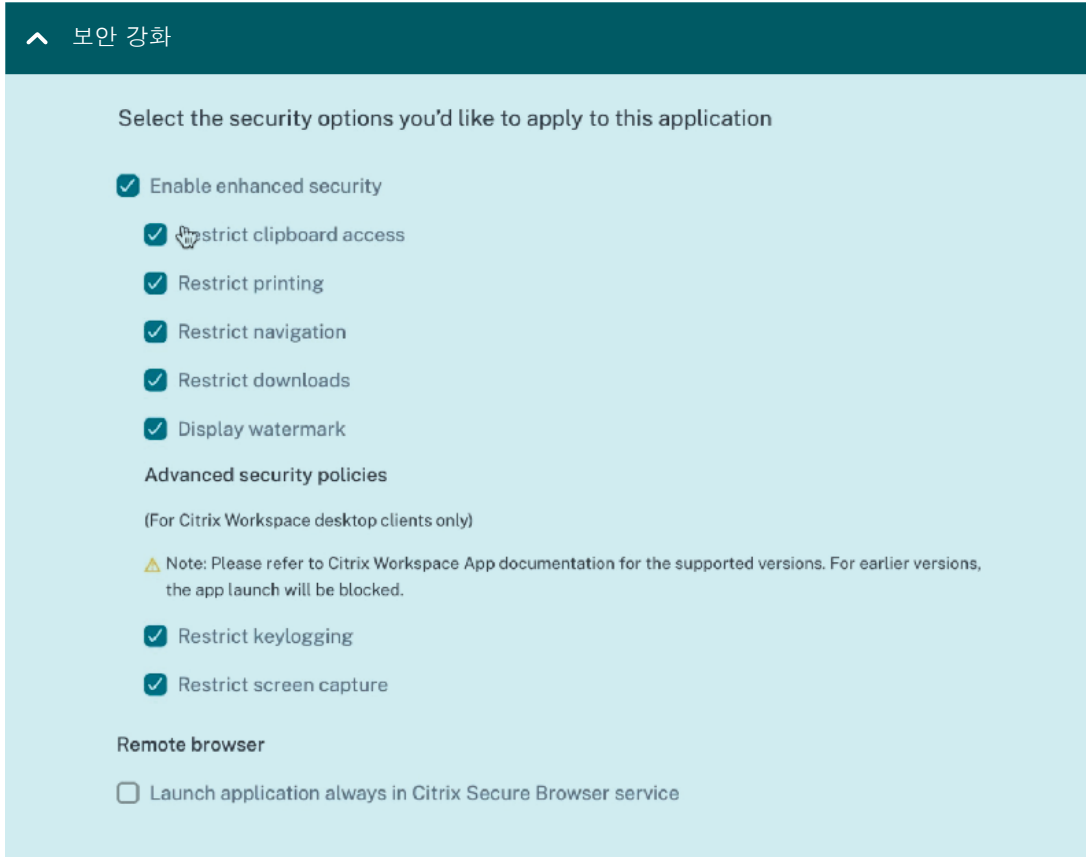 보안 강화
Select the security options you'd like to apply to this application
Enable enhanced security
estrict clipboard access
Restrict printing
Restrict navigation
Restrict downloads
Display watermark
Advanced security policies
(For Citrix Workspace desktop clients only)
Note: Please refer to Citrix Workspace App documentation for the supported versions. For earlier versions,
the app launch will be blocked.
Restrict keylogging
Restrict screen capture
Remote browser
Launch application always in Citrix Secure Browser service